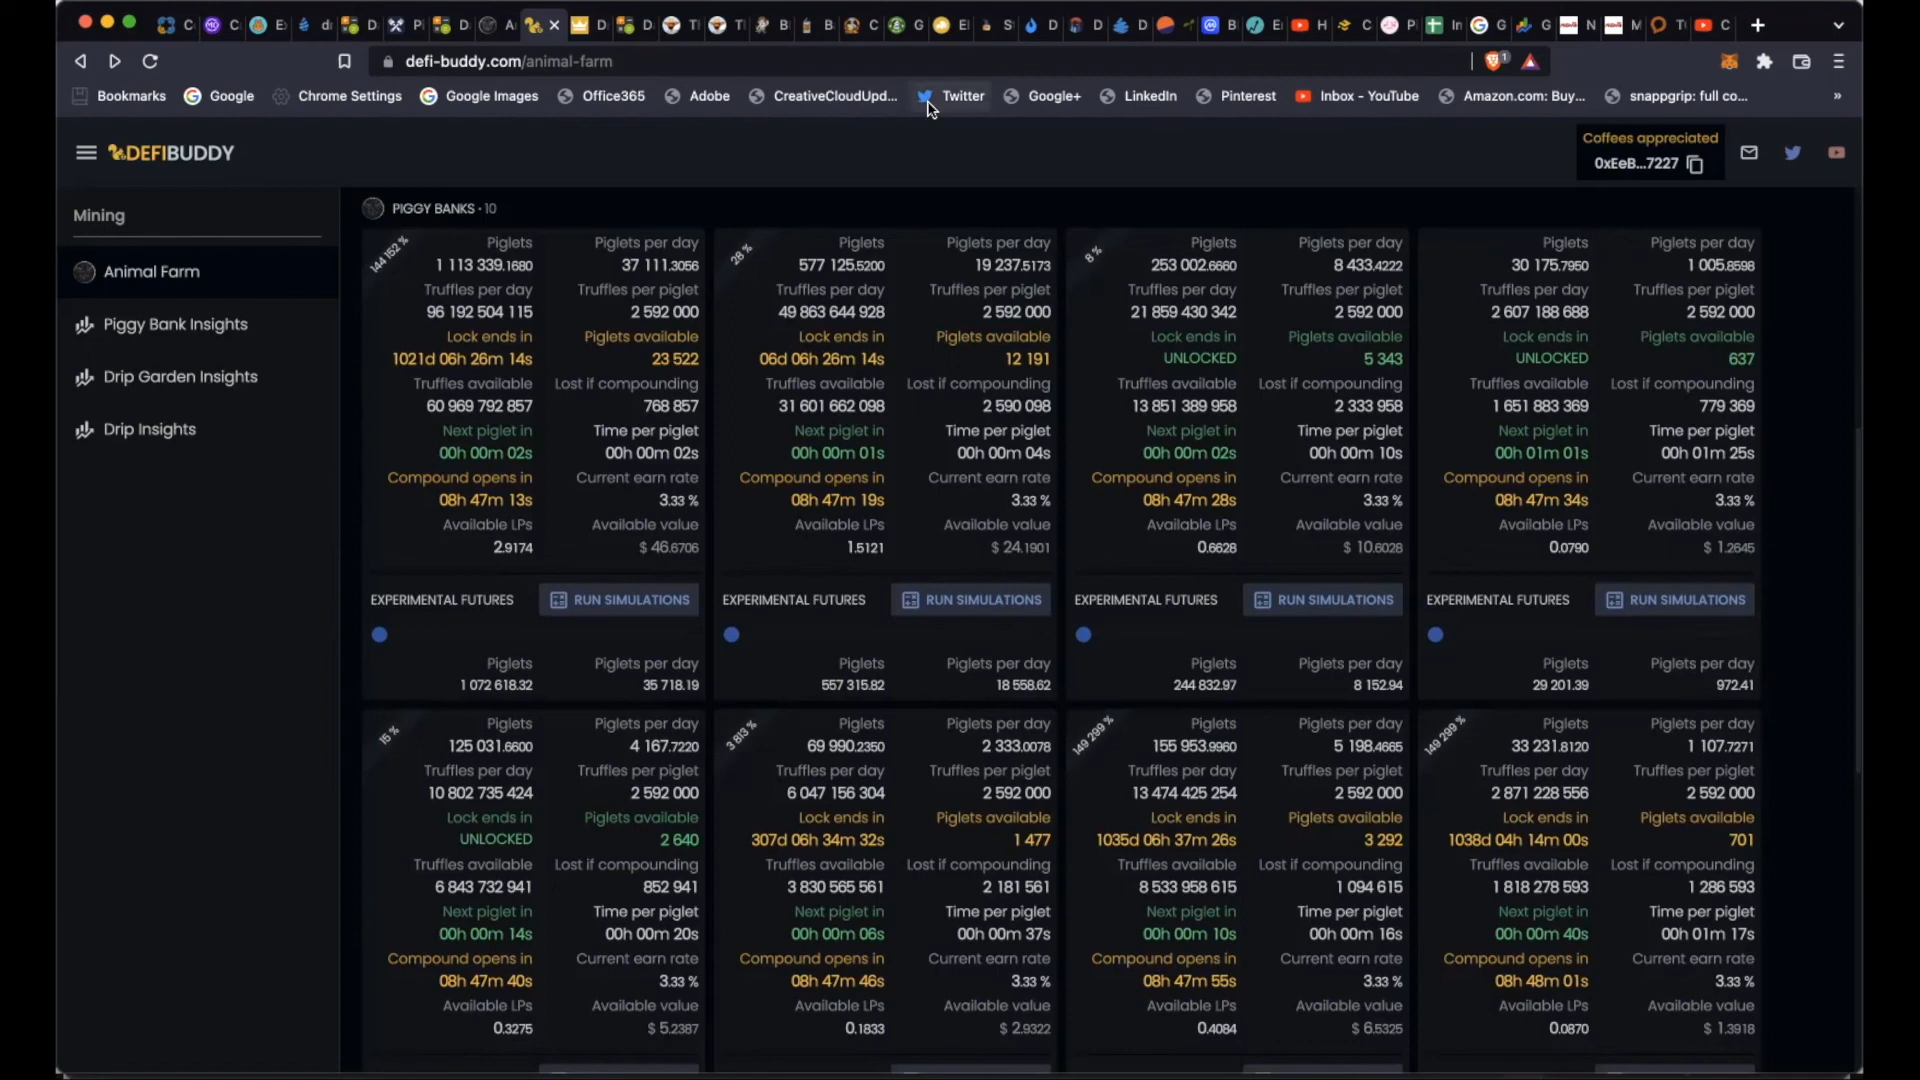 C
C
E
di
D
P
D
A
D
D
T
T
B
B
C
G
El
S
D
D
D
B
E
H
C
P
In
G
G
N
M
T
C
defi-buddy.com/animal-farm
1
Bookmarks Google Chrome Settings Google Images Office365 Adobe CreativeCloudUpd... Twitter Google+ LinkedIn Pinterest Inbox - YouTube Amazon.com: Buy,... snappgrip: full co... »
DEFIBUDDY
Coffees appreciated
0xEeB...7227
Mining
Animal Farm
Piggy Bank Insights
Drip Garden Insights
Drip Insights
PIGGY BANKS · 10
144 152 %
Piglets Piglets per day
1 113 339.1680 37 111.3056
Truffles per day Truffles per piglet
96 192 504 115 2 592 000
Lock ends in Piglets available
1021d 06h 26m 14s 23 522
Truffles available Lost if compounding
60 969 792 857 768 857
Next piglet in Time per piglet
00h 00m 02s 00h 00m 02s
Compound opens in Current earn rate
08h 47m 13s 3.33 %
Available LPs Available value
2.9174 $ 46.6706
EXPERIMENTAL FUTURES RUN SIMULATIONS
Piglets Piglets per day
1 072 618.32 35 718.19
28 %
Piglets Piglets per day
577 125.5200 19 237.5173
Truffles per day Truffles per piglet
49 863 644 928 2 592 000
Lock ends in Piglets available
06d 06h 26m 14s 12 191
Truffles available Lost if compounding
31 601 662 098 2 590 098
Next piglet in Time per piglet
00h 00m 01s 00h 00m 04s
Compound opens in Current earn rate
08h 47m 19s 3.33 %
Available LPs Available value
1.5121 $ 24.1901
EXPERIMENTAL FUTURES RUN SIMULATIONS
Piglets Piglets per day
557 315.82 18 558.62
8 %
Piglets Piglets per day
253 002.6660 8 433.4222
Truffles per day Truffles per piglet
21 859 430 342 2 592 000
Lock ends in Piglets available
UNLOCKED 5 343
Truffles available Lost if compounding
13 851 389 958 2 333 958
Next piglet in Time per piglet
00h 00m 02s 00h 00m 10s
Compound opens in Current earn rate
08h 47m 28s 3.33 %
Available LPs Available value
0.6628 $ 10.6028
EXPERIMENTAL FUTURES RUN SIMULATIONS
Piglets Piglets per day
244 832.97 8 152.94
Piglets Piglets per day
30 175.7950 1 005.8598
Truffles per day Truffles per piglet
2 607 188 688 2 592 000
Lock ends in Piglets available
UNLOCKED 637
Truffles available Lost if compounding
1 651 883 369 779 369
Next piglet in Time per piglet
00h 01m 01s 00h 01m 25s
Compound opens in Current earn rate
08h 47m 34s 3.33 %
Available LPs Available value
0.0790 $ 1.2645
EXPERIMENTAL FUTURES RUN SIMULATIONS
Piglets Piglets per day
29 201.39 972.41
15 %
Piglets Piglets per day
125 031.6600 4 167.7220
Truffles per day Truffles per piglet
10 802 735 424 2 592 000
Lock ends in Piglets available
UNLOCKED 2 640
Truffles available Lost if compounding
6 843 732 941 852 941
Next piglet in Time per piglet
00h 00m 14s 00h 00m 20s
Compound opens in Current earn rate
08h 47m 40s 3.33 %
Available LPs Available value
0.3275 $ 5.2387
3 813 %
Piglets Piglets per day
69 990.2350 2 333.0078
Truffles per day Truffles per piglet
6 047 156 304 2 592 000
Lock ends in Piglets available
307d 06h 34m 32s 1 477
Truffles available Lost if compounding
3 830 565 561 2 181 561
Next piglet in Time per piglet
00h 00m 06s 00h 00m 37s
Compound opens in Current earn rate
08h 47m 46s 3.33 %
Available LPs Available value
0.1833 $ 2.9322
149 299 %
Piglets Piglets per day
155 953.9960 5 198.4665
Truffles per day Truffles per piglet
13 474 425 254 2 592 000
Lock ends in Piglets available
1035d 06h 37m 26s 3 292
Truffles available Lost if compounding
8 533 958 615 1 094 615
Next piglet in Time per piglet
00h 00m 10s 00h 00m 16s
Compound opens in Current earn rate
08h 47m 55s 3.33 %
Available LPs Available value
0.4084 $ 6.5325
149 299 %
Piglets Piglets per day
33 231.8120 1 107.7271
Truffles per day Truffles per piglet
2 871 228 556 2 592 000
Lock ends in Piglets available
1038d 04h 14m 00s 701
Truffles available Lost if compounding
1 818 278 593 1 286 593
Next piglet in Time per piglet
00h 00m 40s 00h 01m 17s
Compound opens in Current earn rate
08h 48m 01s 3.33 %
Available LPs Available value
0.0870 $ 1.3918